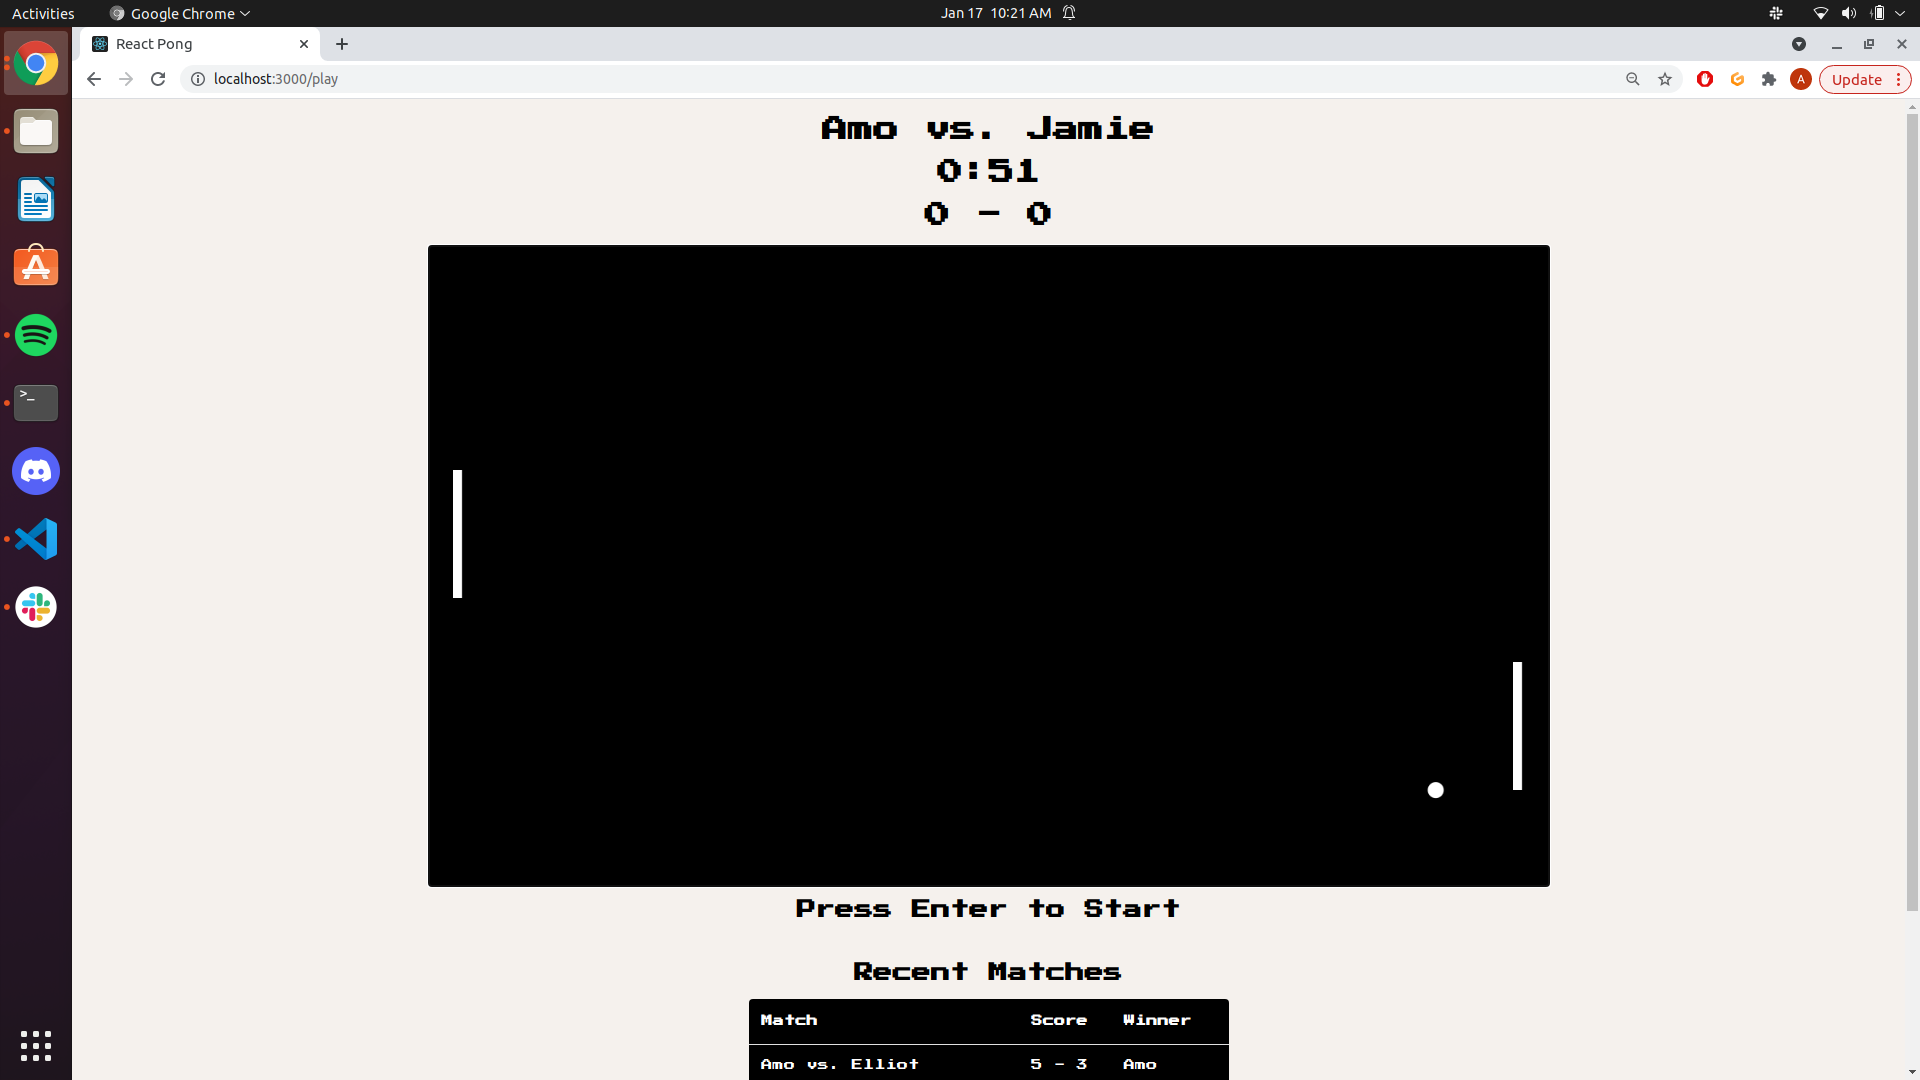 Activities Google Chrome Jan 17 10:21 AM
React Pong
localhost:3000/play A Update
Amo vs. Jamie
0:51
0 - 0
>_
Press Enter to Start
Recent Matches
Match Score Winner
Amo vs. Elliot 5 - 3 Amo